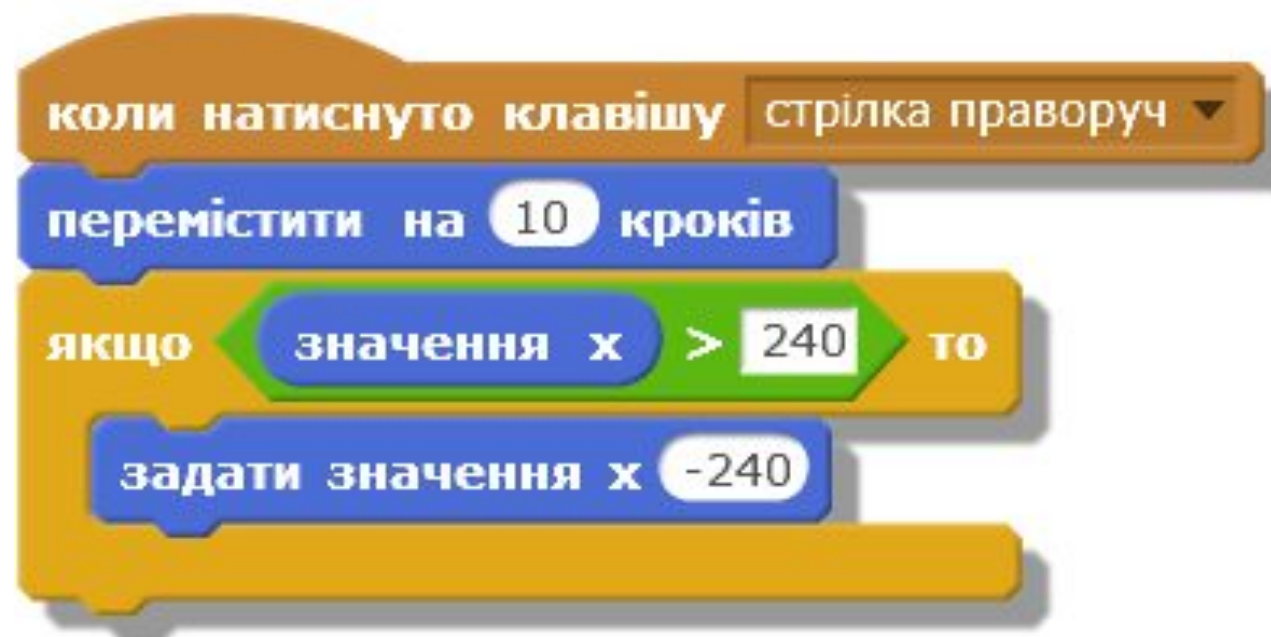 коли натиснуто клавішу стрілка праворуч
перемістити на 10 кроків
якщо значення x > 240 то
задати значення x -240